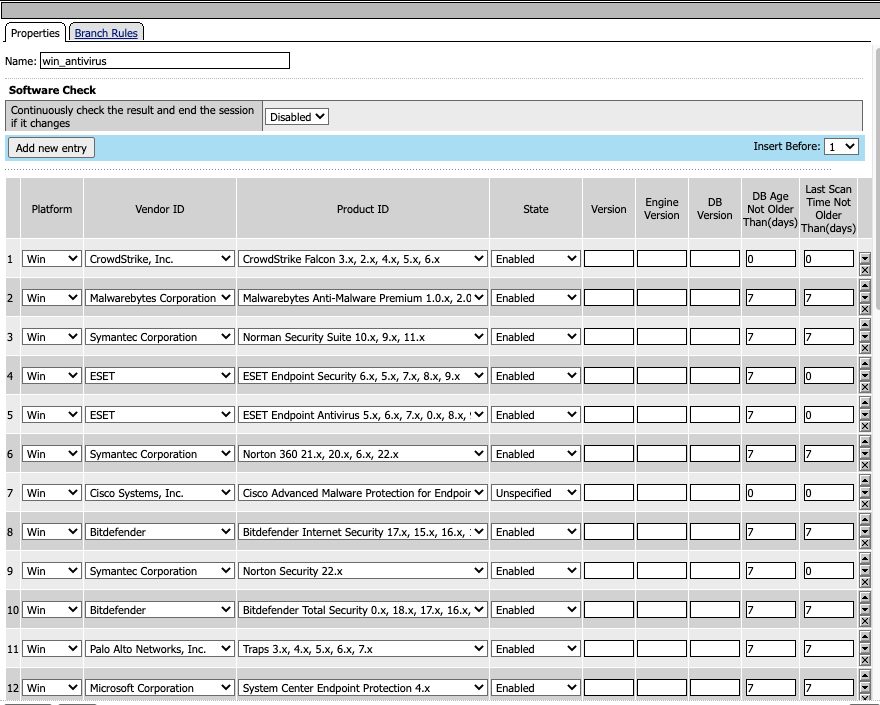 Properties Branch Rules
Name: win_antivirus
Software Check
Continuously check the result and end the session
if it changes
Disabled
Add new entry Insert Before: 1
Platform Vendor ID Product ID State Version Engine Version DB Version DB Age Not Older Than(days) Last Scan Time Not Older Than(days)
1 Win CrowdStrike, Inc. CrowdStrike Falcon 3.x, 2.x, 4.x, 5.x, 6.x Enabled 0 0
2 Win Malwarebytes Corporation Malwarebytes Anti-Malware Premium 1.0.x, 2.0 Enabled 7 7
3 Win Symantec Corporation Norman Security Suite 10.x, 9.x, 11.x Enabled 7 7
4 Win ESET ESET Endpoint Security 6.x, 5.x, 7.x, 8.x, 9.x Enabled 7 0
5 Win ESET ESET Endpoint Antivirus 5.x, 6.x, 7.x, 0.x, 8.x, Enabled 7 0
6 Win Symantec Corporation Norton 360 21.x, 20.x, 6.x, 22.x Enabled 7 7
7 Win Cisco Systems, Inc. Cisco Advanced Malware Protection for Endpoin Unspecified 0 0
8 Win Bitdefender Bitdefender Internet Security 17.x, 15.x, 16.x, Enabled 7 7
9 Win Symantec Corporation Norton Security 22.x Enabled 7 0
10 Win Bitdefender Bitdefender Total Security 0.x, 18.x, 17.x, 16.x, Enabled 7 7
11 Win Palo Alto Networks, Inc. Traps 3.x, 4.x, 5.x, 6.x, 7.x Enabled 7 7
12 Win Microsoft Corporation System Center Endpoint Protection 4.x Enabled 7 7